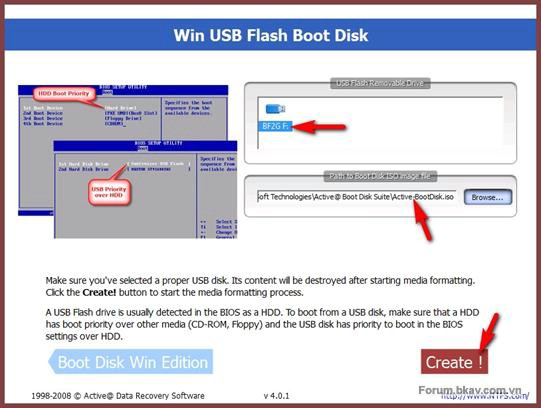 Win USB Flash Boot Disk
BIOS SETUP UTILITY
Boot
HDD Boot Priority
1st Boot Device
[Hard Drive]
2nd Boot Device
3rd Boot Device
[Floppy Drive]
4th Boot Device
[CDROM]
Specifies the boot
sequence from the
available devices.
BIOS SETUP UTILITY
Boot
1st Hard Disk Drive
2nd Hard Disk Drive
Specifies the boot
sequence from the
available devices.
USB Priority
over HDD
USB Flash Removable Drive
BF2G F:
Path to Boot Disk ISO image file
oft Technologies\Active@ Boot Disk Suite\Active-BootDisk.iso
Browse...
Make sure you've selected a proper USB disk. Its content will be destroyed after starting media formatting.
Click the Create! button to start the media formatting process.
A USB Flash drive is usually detected in the BIOS as a HDD. To boot from a USB disk, make sure that a HDD
has boot priority over other media (CD-ROM, Floppy) and the USB disk has priority to boot in the BIOS
settings over HDD.
Boot Disk Win Edition
Create !
1998-2008 © Active@ Data Recovery Software
v 4.0.1
http://www.NTFS.com/
Forum.bkav.com.vn